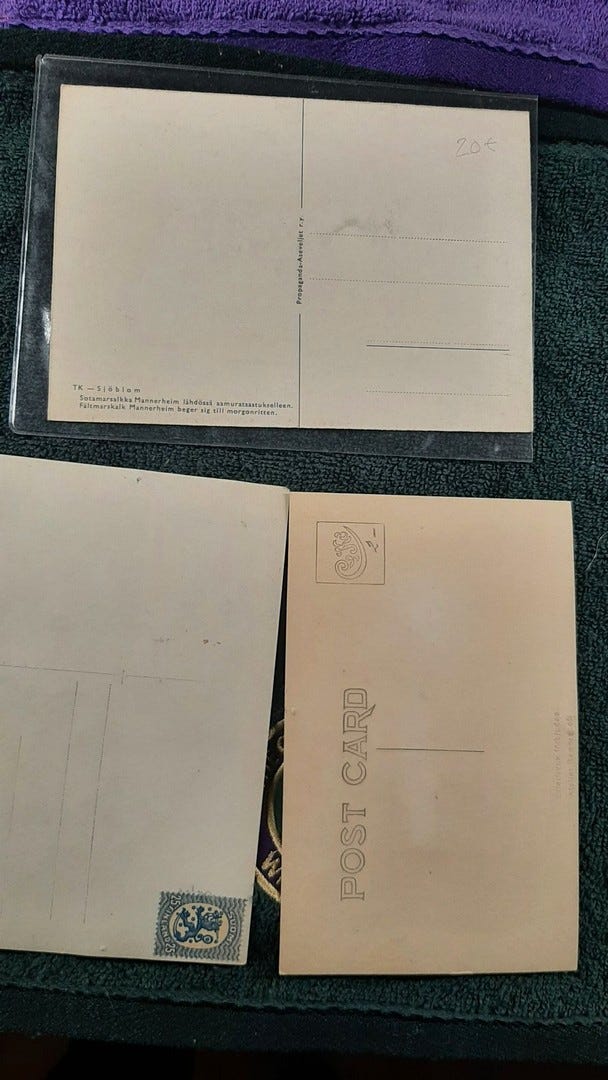 20€
Propaganda-Aseveljet r.y.
TK — Sjöblom
Sotamarsalkka Mannerheim lähdössä aamuratsastukselleen.
Fältmarskalk Mannerheim beger sig till morgonritten.
POST CARD